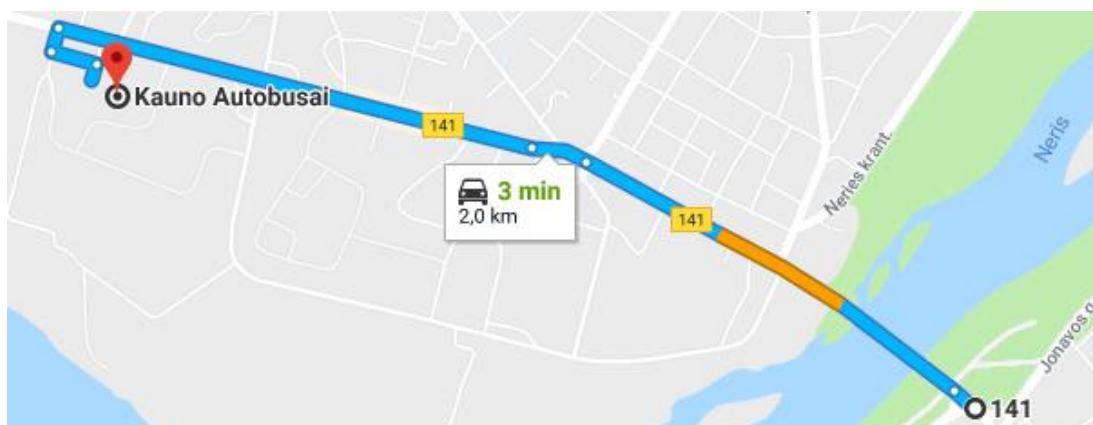 Kauno Autobusai
141
3 min
2,0 km
141
Neries krant.
Neris
Jonavos g.
141